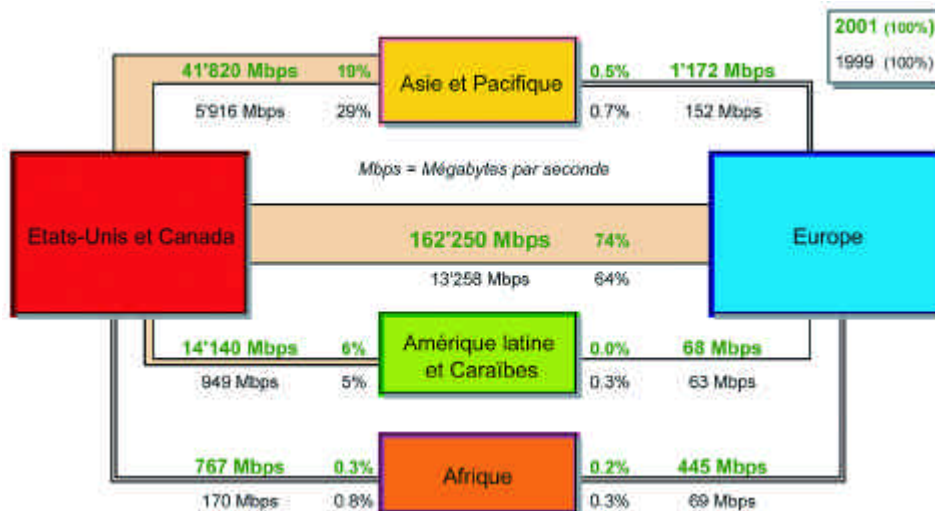 2001 (100%)
1999 (100%)
41'820 Mbps 19%
5'916 Mbps 29%
Asie et Pacifique
0.5% 1'172 Mbps
0.7% 152 Mbps
Mbps = Mégabytes par seconde
Etats-Unis et Canada
162'250 Mbps 74%
13'258 Mbps 64%
Europe
14'140 Mbps 6%
949 Mbps 5%
Amérique latine
et Caraïbes
0.0% 68 Mbps
0.3% 63 Mbps
767 Mbps 0.3%
170 Mbps 0.8%
Afrique
0.2% 445 Mbps
0.3% 69 Mbps